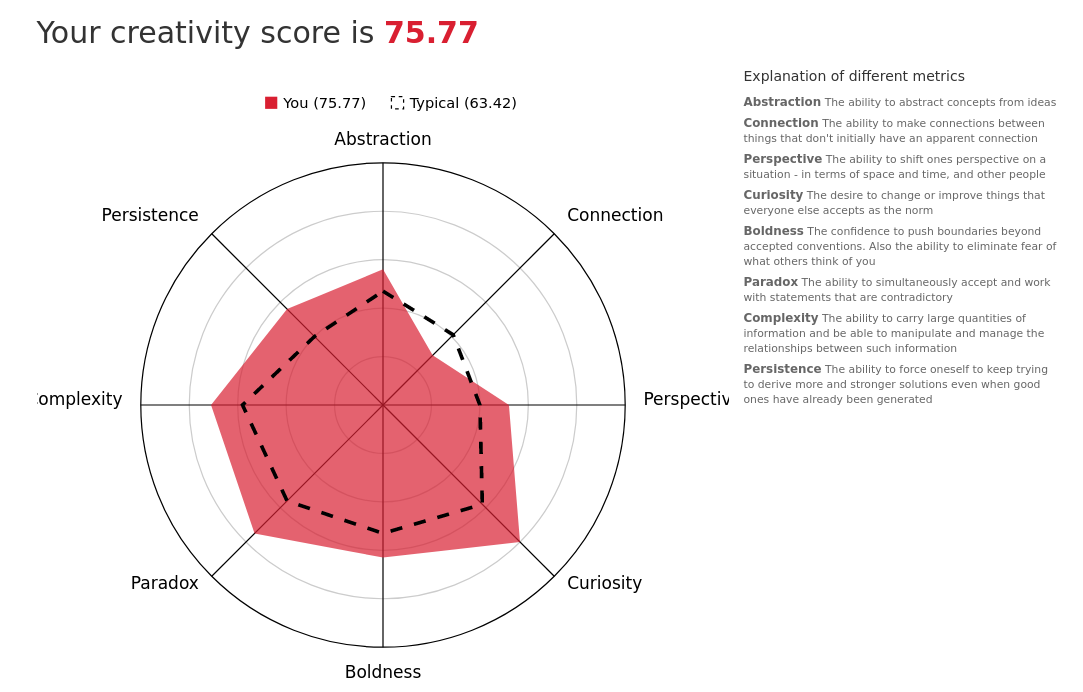 Your creativity score is 75.77
You (75.77)
Typical (63.42)
Abstraction
Persistence
Connection
omplexity
Perspectiv
Paradox
Curiosity
Boldness
Explanation of different metrics
Abstraction The ability to abstract concepts from ideas
Connection The ability to make connections between
things that don't initially have an apparent connection
Perspective The ability to shift ones perspective on a
situation - in terms of space and time, and other people
Curiosity The desire to change or improve things that
everyone else accepts as the norm
Boldness The confidence to push boundaries beyond
accepted conventions. Also the ability to eliminate fear of
what others think of you
Paradox The ability to simultaneously accept and work
with statements that are contradictory
Complexity The ability to carry large quantities of
information and be able to manipulate and manage the
relationships between such information
Persistence The ability to force oneself to keep trying
to derive more and stronger solutions even when good
ones have already been generated